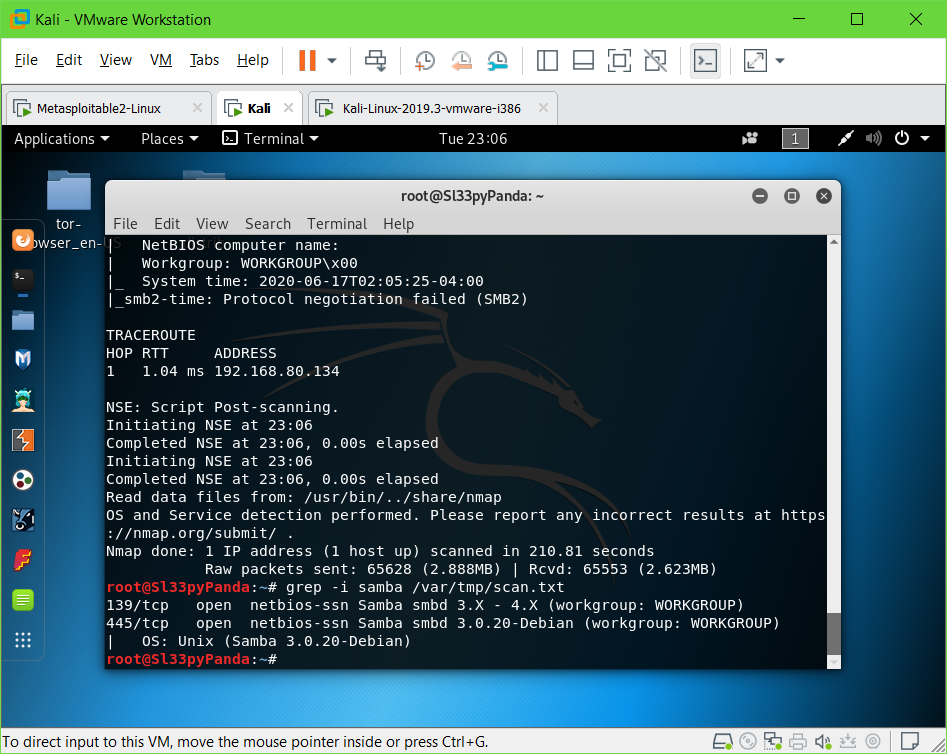 Kali - VMware Workstation
File Edit View VM Tabs Help
Metasploitable2-Linux Kali Kali-Linux-2019.3-vmware-i386
Applications Places Terminal Tue 23:06 1
tor-
owser_en-US
root@Sl33pyPanda: ~
File Edit View Search Terminal Help
|   NetBIOS computer name:
|   Workgroup: WORKGROUP\x00
|_  System time: 2020-06-17T02:05:25-04:00
|_smb2-time: Protocol negotiation failed (SMB2)
TRACEROUTE
HOP RTT     ADDRESS
1   1.04 ms 192.168.80.134
NSE: Script Post-scanning.
Initiating NSE at 23:06
Completed NSE at 23:06, 0.00s elapsed
Initiating NSE at 23:06
Completed NSE at 23:06, 0.00s elapsed
Read data files from: /usr/bin/../share/nmap
OS and Service detection performed. Please report any incorrect results at https
://nmap.org/submit/ .
Nmap done: 1 IP address (1 host up) scanned in 210.81 seconds
           Raw packets sent: 65628 (2.888MB) | Rcvd: 65553 (2.623MB)
root@Sl33pyPanda:~# grep -i samba /var/tmp/scan.txt
139/tcp   open  netbios-ssn Samba smbd 3.X - 4.X (workgroup: WORKGROUP)
445/tcp   open  netbios-ssn Samba smbd 3.0.20-Debian (workgroup: WORKGROUP)
|   OS: Unix (Samba 3.0.20-Debian)
root@Sl33pyPanda:~#
To direct input to this VM, move the mouse pointer inside or press Ctrl+G.